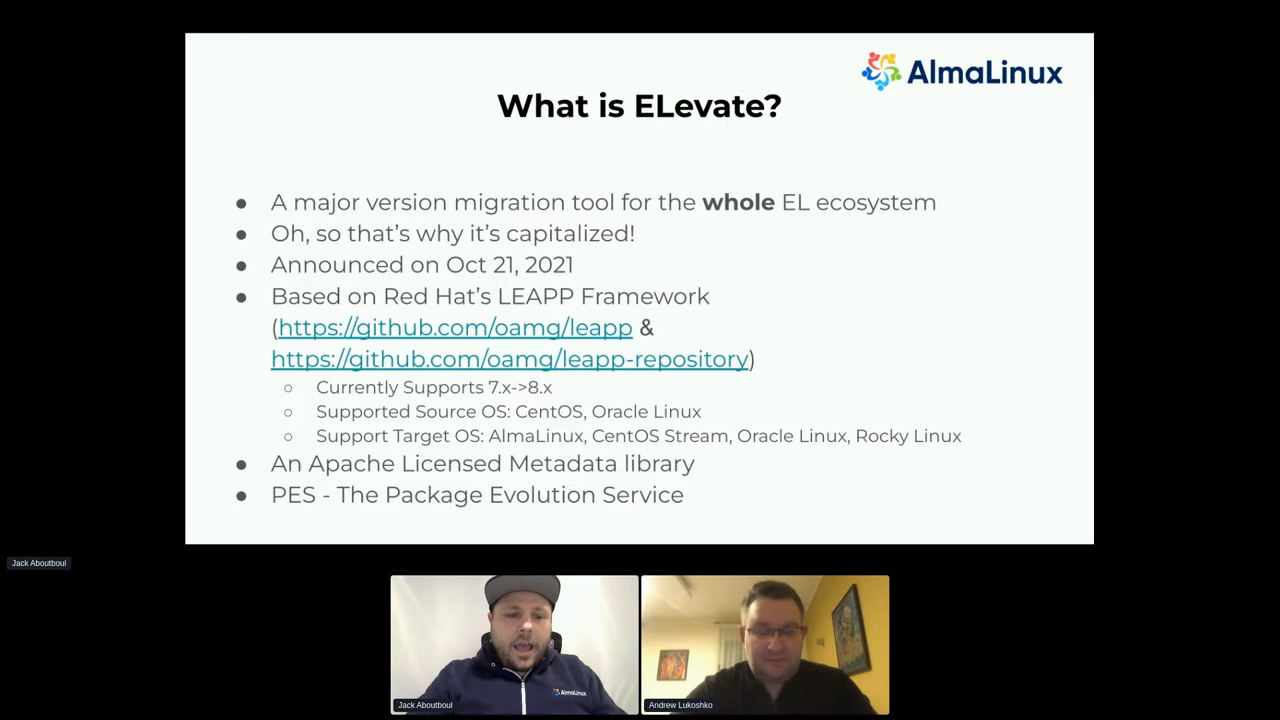 AlmaLinux
What is ELevate?
● A major version migration tool for the whole EL ecosystem
● Oh, so that's why it's capitalized!
● Announced on Oct 21, 2021
● Based on Red Hat's LEAPP Framework
(https://github.com/oamg/leapp &
https://github.com/oamg/leapp-repository)
○ Currently Supports 7.x->8.x
○ Supported Source OS: CentOS, Oracle Linux
○ Support Target OS: AlmaLinux, CentOS Stream, Oracle Linux, Rocky Linux
● An Apache Licensed Metadata library
● PES - The Package Evolution Service
Jack Aboutboul
AlmaLinux
Jack Aboutboul
Andrew Lukoshko